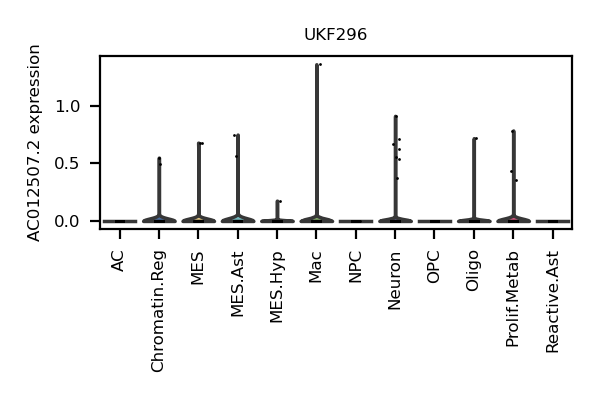 UKF296
AC012507.2 expression
1.0
0.5
0.0
AC
Chromatin.Reg
MES
MES.Ast
MES.Hyp
Mac
NPC
Neuron
OPC
Oligo
Prolif.Metab
Reactive.Ast